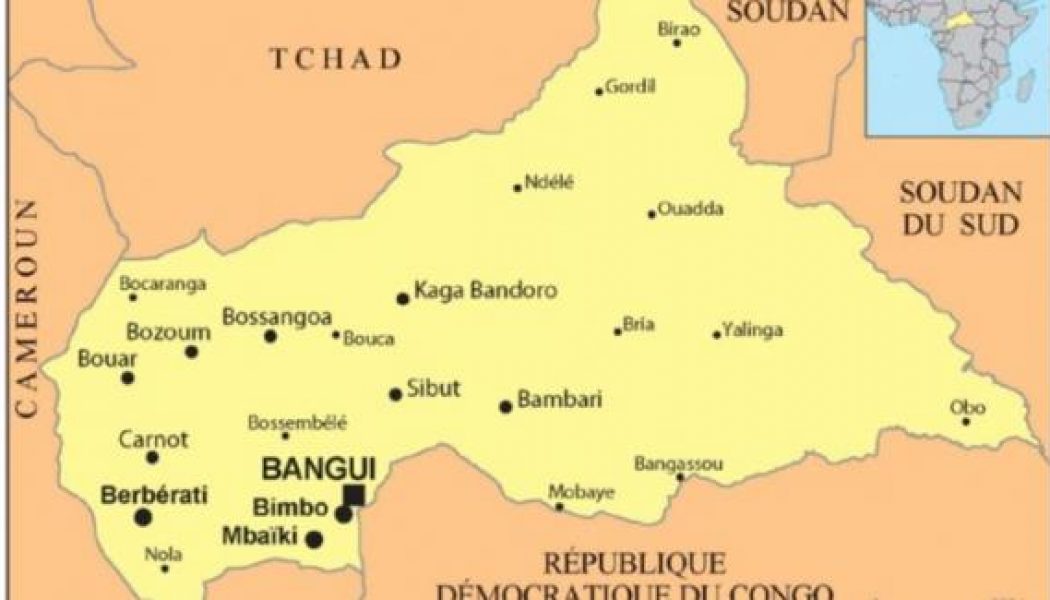 SOUDAN
Birao
TCHAD
Gordil
Ndélé
SOUDAN
DU SUD
Ouadda
CAMEROUN
Bocaranga
Kaga Bandoro
Bossangoa
Bozoum
Bouca
Bria
Yalinga
Bouar
Sibut
Bambari
Obo
Bossembélé
Carnot
BANGUI
Bangassou
Berbérati
Mobaye
Bimbo
Mbaïki
Nola
RÉPUBLIQUE
DÉMOCRATIQUE DU CONGO